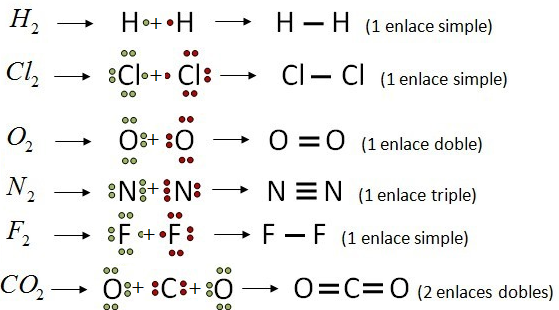 H₂ → H + H → H — H (1 enlace simple)
Cl₂ → Cl + Cl → Cl — Cl (1 enlace simple)
O₂ → O + O → O = O (1 enlace doble)
N₂ → N + N → N ≡ N (1 enlace triple)
F₂ → F + F → F — F (1 enlace simple)
CO₂ → O + C + O → O = C = O (2 enlaces dobles)